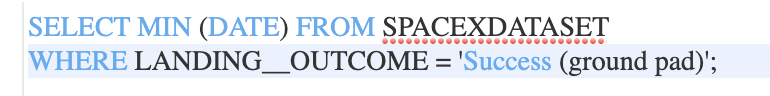 SELECT MIN (DATE) FROM SPACEXDATASET
WHERE LANDING__OUTCOME = 'Success (ground pad)';